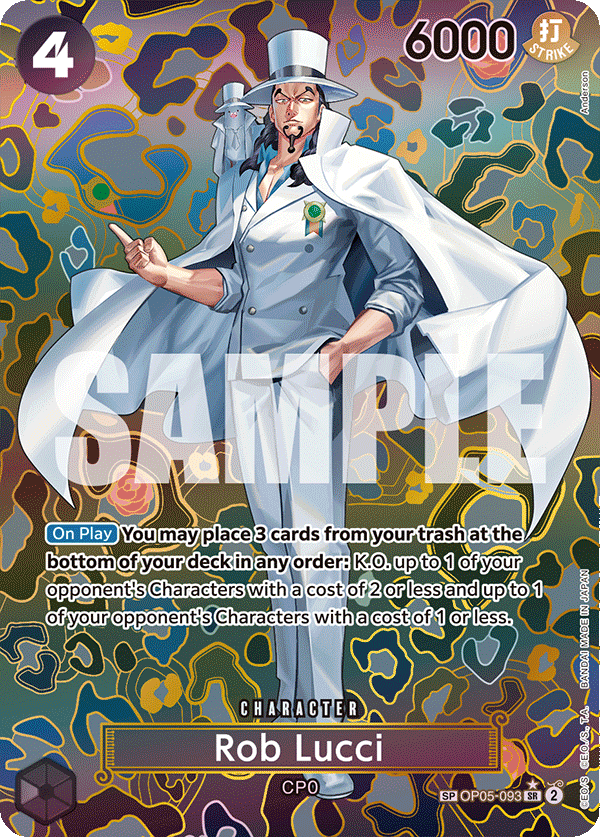 4
6000
打
STRIKE
Anderson
SAMPLE
On Play You may place 3 cards from your trash at the
bottom of your deck in any order: K.O. up to 1 of your
opponent's Characters with a cost of 2 or less and up to 1
of your opponent's Characters with a cost of 1 or less.
©E.O./S. ©E.O./S., T.A. BANDAI MADE IN JAPAN
CHARACTER
Rob Lucci
CP0
SP OP05-093 SR ★ 2